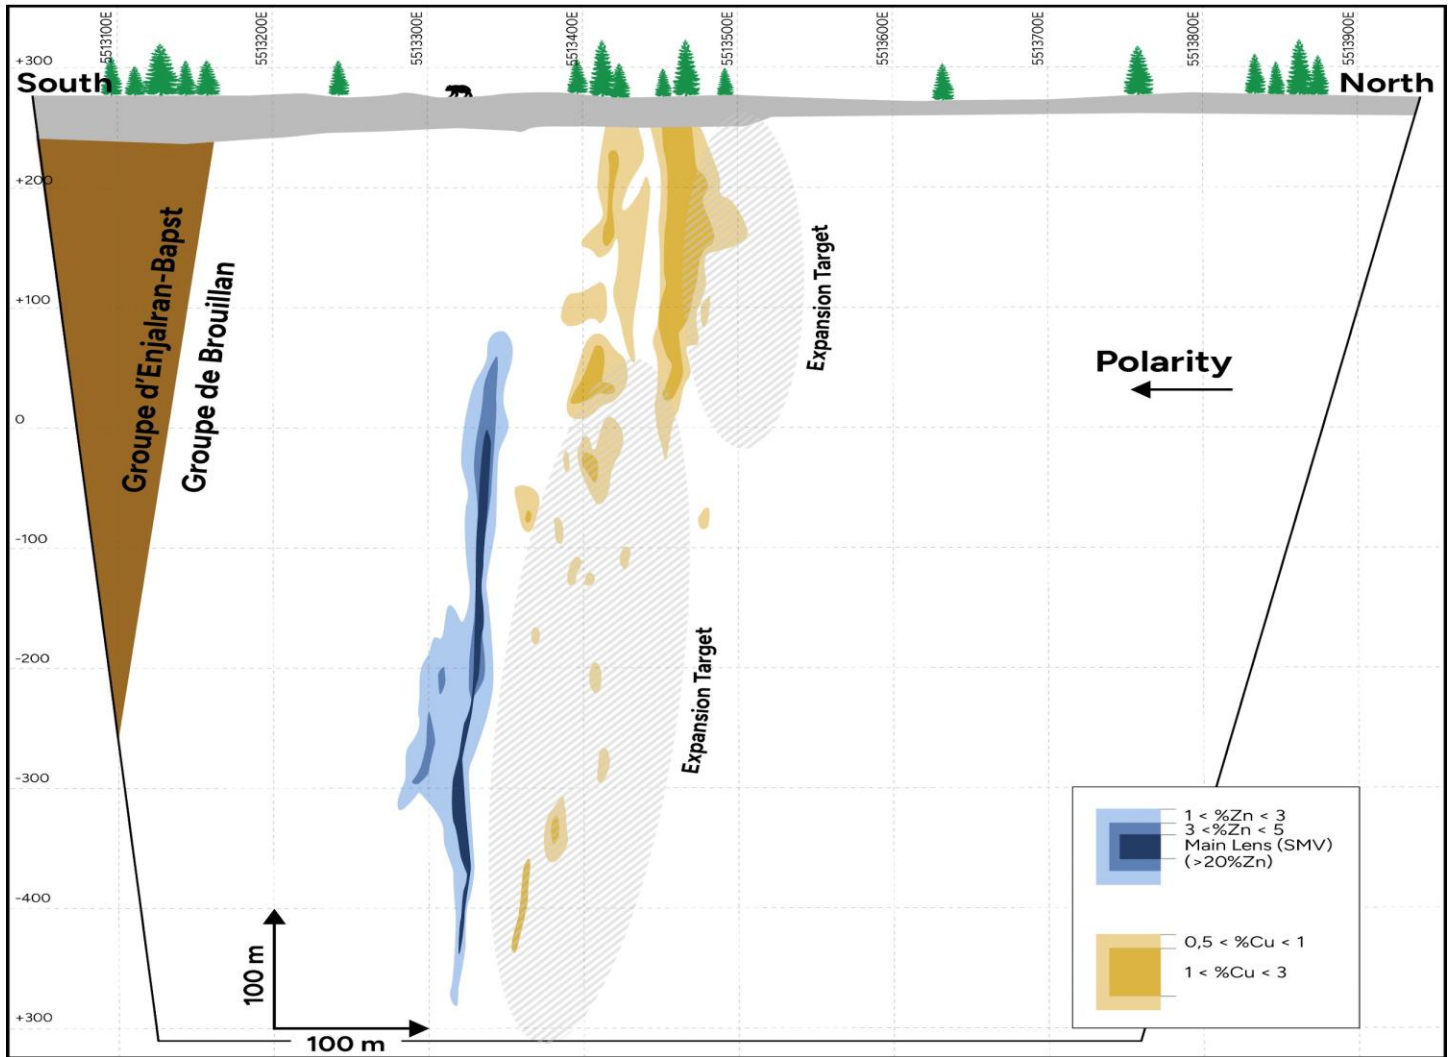 5513100E
5513200E
5513300E
5513400E
5513500E
5513600E
5513700E
5513800E
5513900E
+300
South
North
+200
+100
0
-100
-200
-300
-400
+300
Groupe d'Enjalran-Bapst
Groupe de Brouillan
Expansion Target
Expansion Target
Polarity
100 m
100 m
1 < %Zn < 3
3 <%Zn < 5
Main Lens (SMV)
(>20%Zn)
0,5 < %Cu < 1
1 < %Cu < 3